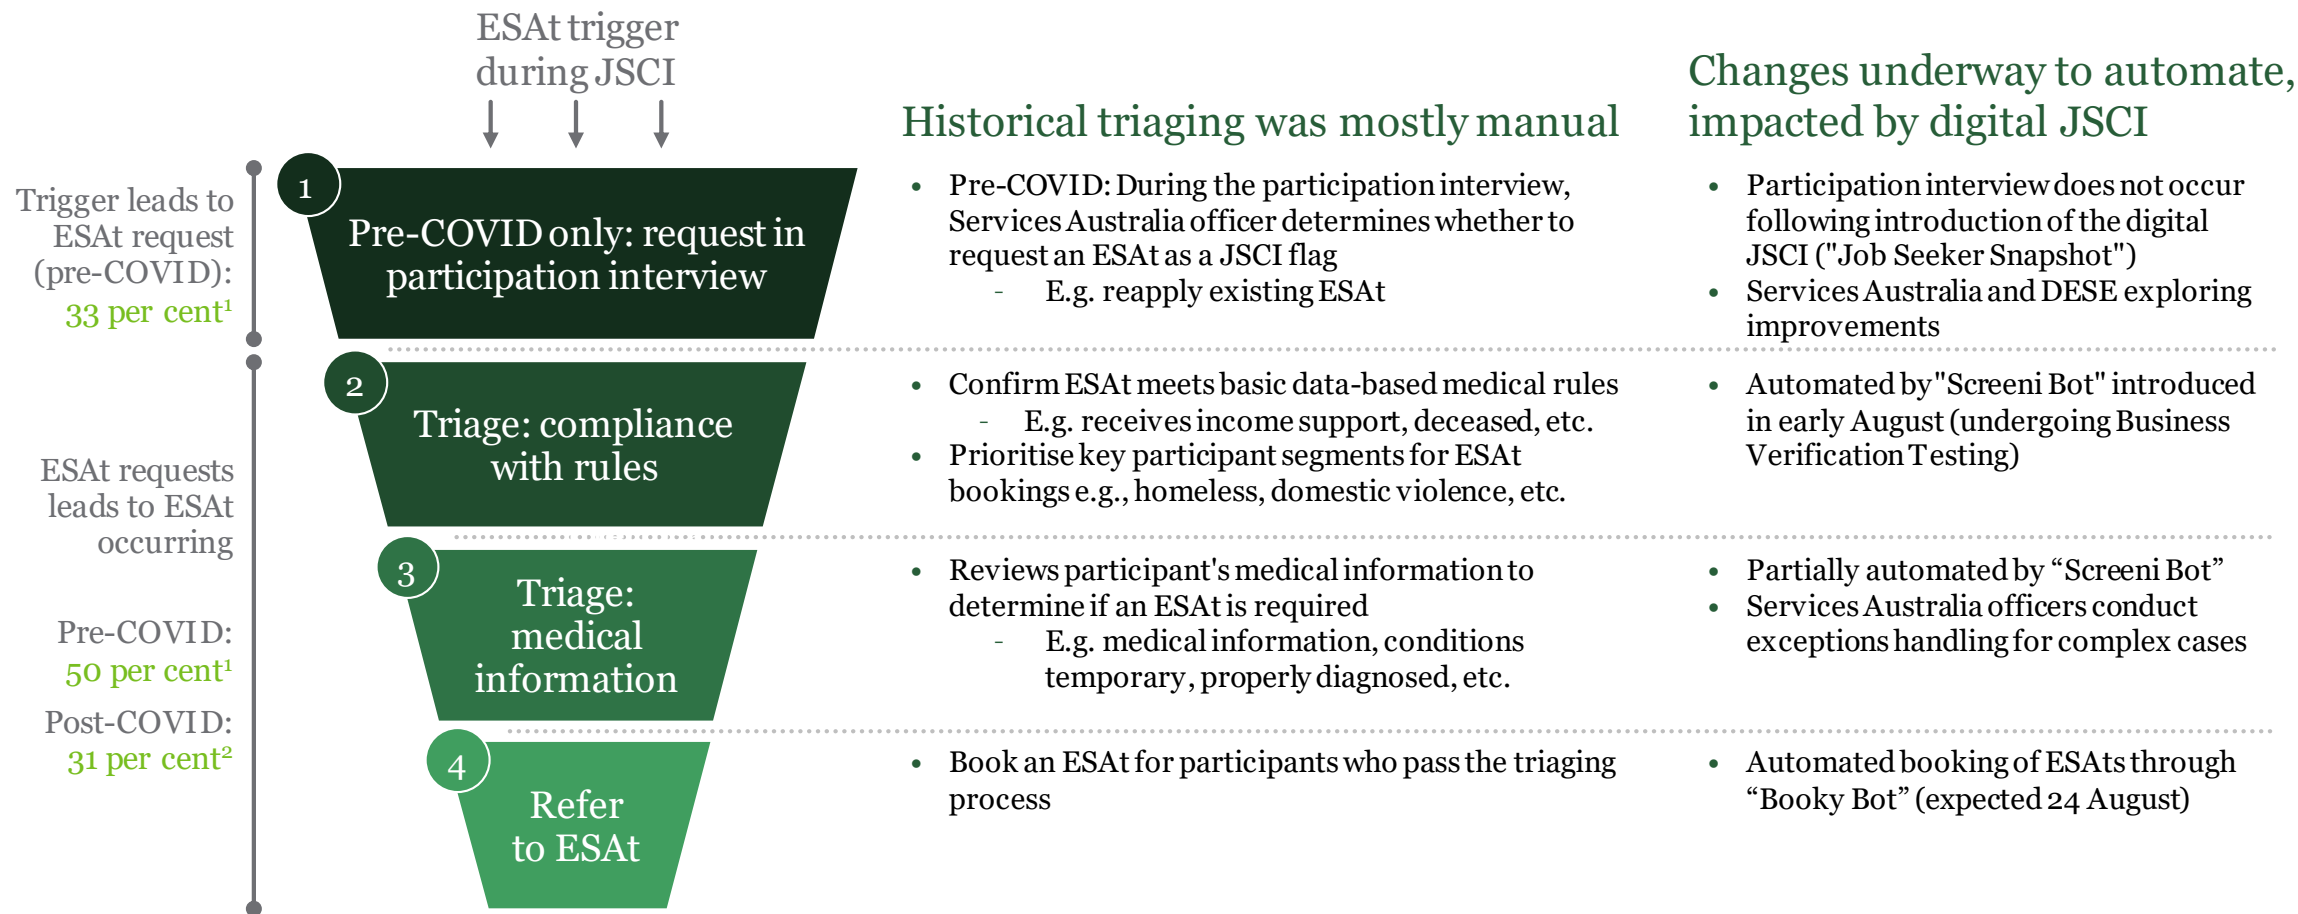 ESAt trigger
during JSCI
Historical triaging was mostly manual
Changes underway to automate,
impacted by digital JSCI
Trigger leads to
ESAt request
(pre-COVID):
33 per cent¹
1
Pre-COVID only: request in
participation interview
• Pre-COVID: During the participation interview,
Services Australia officer determines whether to
request an ESAt as a JSCI flag
- E.g. reapply existing ESAt
• Participation interview does not occur
following introduction of the digital
JSCI ("Job Seeker Snapshot")
• Services Australia and DESE exploring
improvements
ESAt requests
leads to ESAt
occurring
Pre-COVID:
50 per cent¹
Post-COVID:
31 per cent²
2
Triage: compliance
with rules
• Confirm ESAt meets basic data-based medical rules
- E.g. receives income support, deceased, etc.
• Prioritise key participant segments for ESAt
bookings e.g., homeless, domestic violence, etc.
• Automated by "Screeni Bot" introduced
in early August (undergoing Business
Verification Testing)
3
Triage:
medical
information
• Reviews participant's medical information to
determine if an ESAt is required
- E.g. medical information, conditions
temporary, properly diagnosed, etc.
• Partially automated by “Screeni Bot”
• Services Australia officers conduct
exceptions handling for complex cases
4
Refer
to ESAt
• Book an ESAt for participants who pass the triaging
process
• Automated booking of ESAts through
“Booky Bot” (expected 24 August)